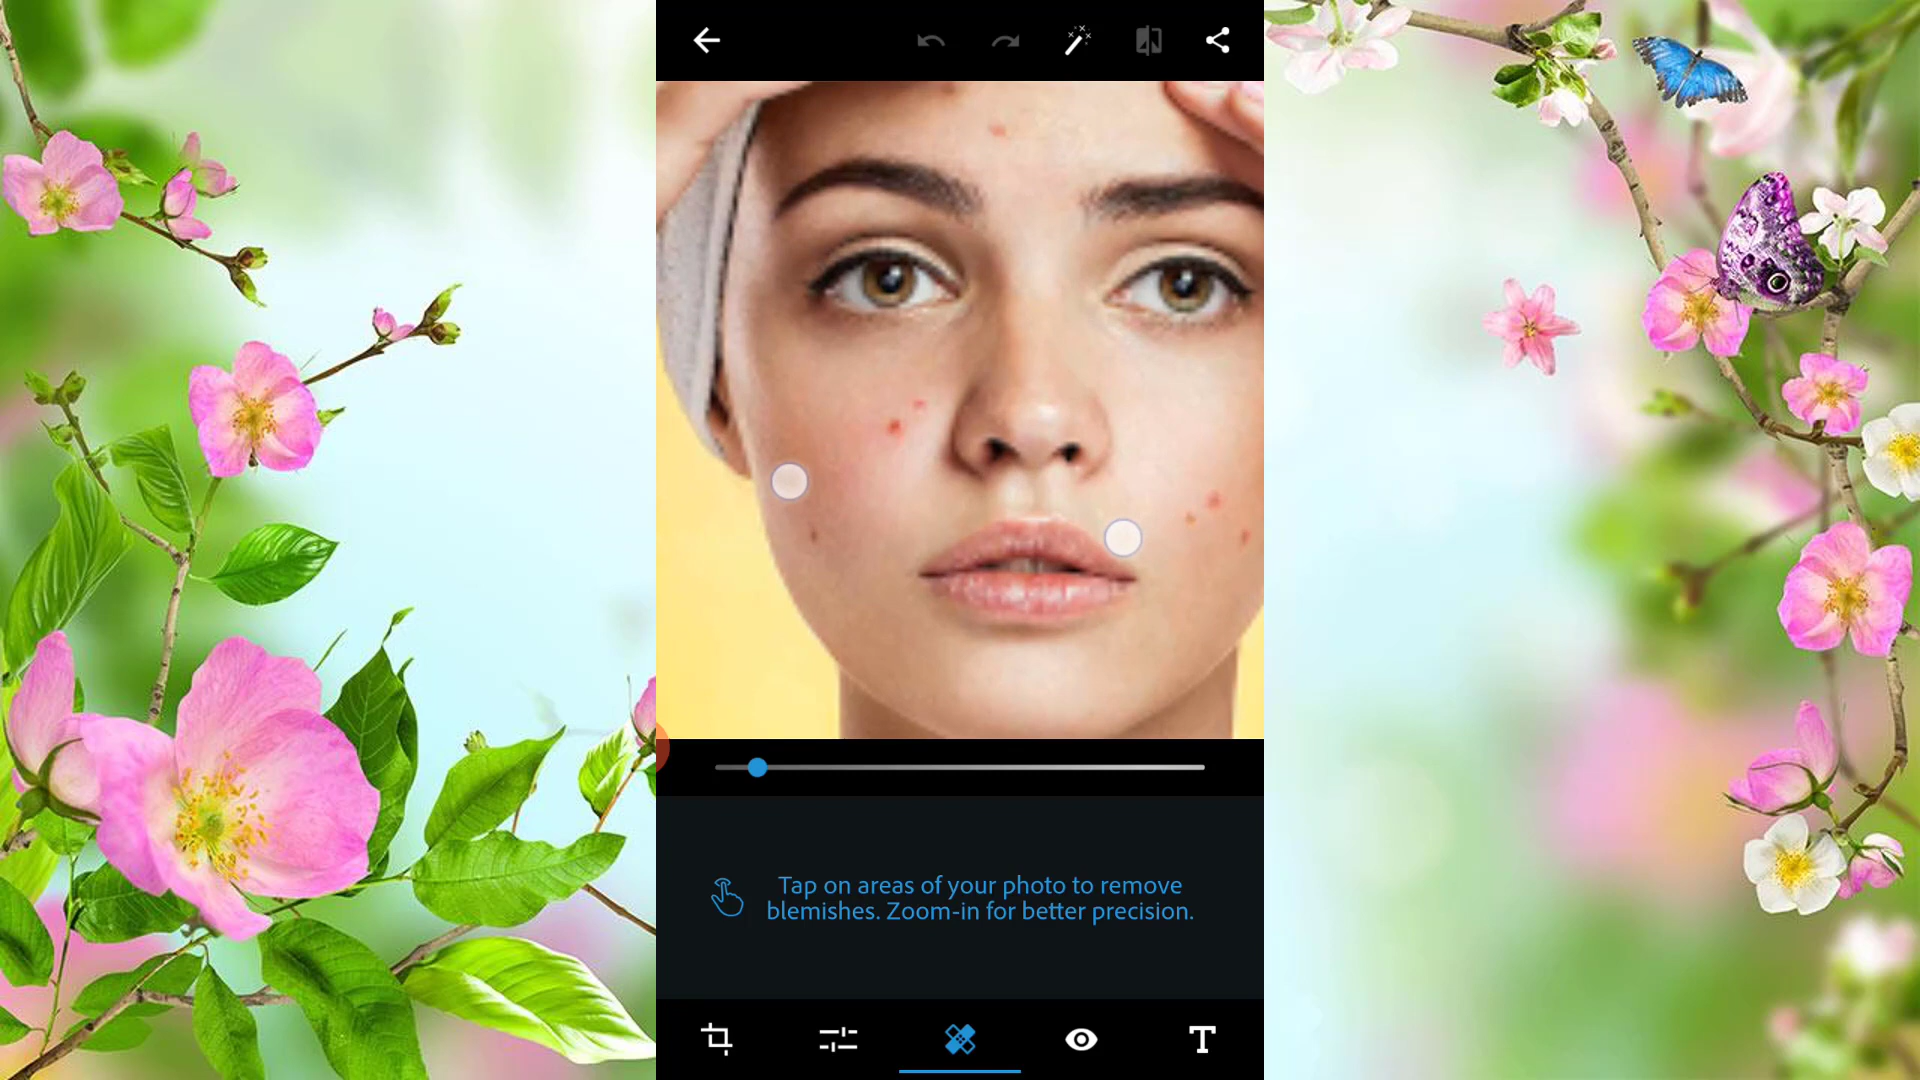 Tap on areas of your photo to remove
blemishes. Zoom-in for better precision.
T